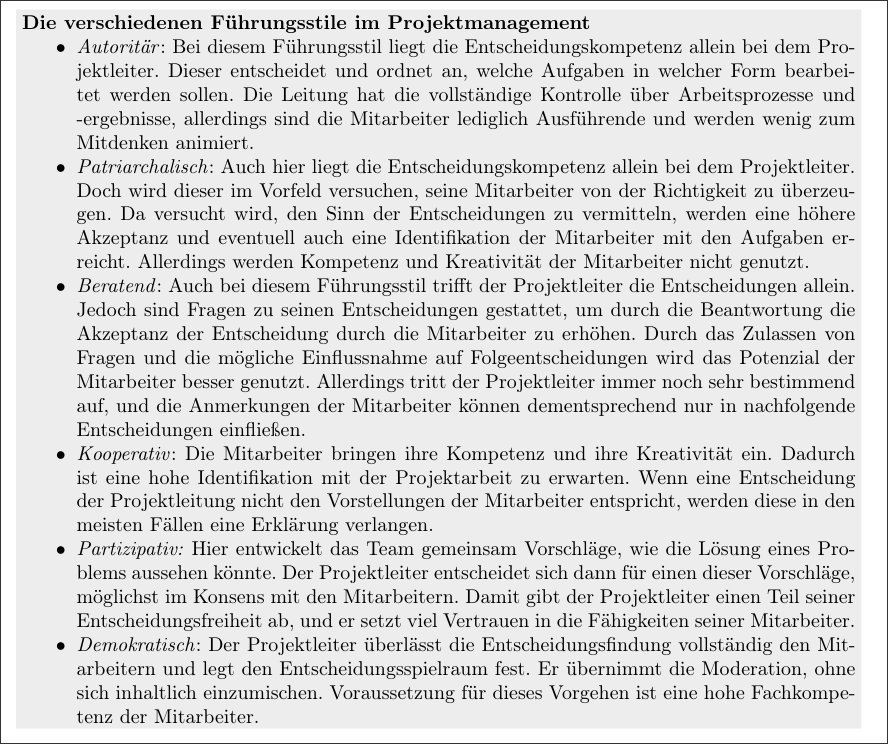 Die verschiedenen Führungsstile im Projektmanagement
• Autoritär: Bei diesem Führungsstil liegt die Entscheidungskompetenz allein bei dem Pro-
jektleiter. Dieser entscheidet und ordnet an, welche Aufgaben in welcher Form bearbei-
tet werden sollen. Die Leitung hat die vollständige Kontrolle über Arbeitsprozesse und
-ergebnisse, allerdings sind die Mitarbeiter lediglich Ausführende und werden wenig zum
Mitdenken animiert.
• Patriarchalisch: Auch hier liegt die Entscheidungskompetenz allein bei dem Projektleiter.
Doch wird dieser im Vorfeld versuchen, seine Mitarbeiter von der Richtigkeit zu überzeu-
gen. Da versucht wird, den Sinn der Entscheidungen zu vermitteln, werden eine höhere
Akzeptanz und eventuell auch eine Identifikation der Mitarbeiter mit den Aufgaben er-
reicht. Allerdings werden Kompetenz und Kreativität der Mitarbeiter nicht genutzt.
• Beratend: Auch bei diesem Führungsstil trifft der Projektleiter die Entscheidungen allein.
Jedoch sind Fragen zu seinen Entscheidungen gestattet, um durch die Beantwortung die
Akzeptanz der Entscheidung durch die Mitarbeiter zu erhöhen. Durch das Zulassen von
Fragen und die mögliche Einflussnahme auf Folgeentscheidungen wird das Potenzial der
Mitarbeiter besser genutzt. Allerdings tritt der Projektleiter immer noch sehr bestimmend
auf, und die Anmerkungen der Mitarbeiter können dementsprechend nur in nachfolgende
Entscheidungen einfließen.
• Kooperativ: Die Mitarbeiter bringen ihre Kompetenz und ihre Kreativität ein. Dadurch
ist eine hohe Identifikation mit der Projektarbeit zu erwarten. Wenn eine Entscheidung
der Projektleitung nicht den Vorstellungen der Mitarbeiter entspricht, werden diese in den
meisten Fällen eine Erklärung verlangen.
• Partizipativ: Hier entwickelt das Team gemeinsam Vorschläge, wie die Lösung eines Pro-
blems aussehen könnte. Der Projektleiter entscheidet sich dann für einen dieser Vorschläge,
möglichst im Konsens mit den Mitarbeitern. Damit gibt der Projektleiter einen Teil seiner
Entscheidungsfreiheit ab, und er setzt viel Vertrauen in die Fähigkeiten seiner Mitarbeiter.
• Demokratisch: Der Projektleiter überlässt die Entscheidungsfindung vollständig den Mit-
arbeitern und legt den Entscheidungsspielraum fest. Er übernimmt die Moderation, ohne
sich inhaltlich einzumischen. Voraussetzung für dieses Vorgehen ist eine hohe Fachkompe-
tenz der Mitarbeiter.